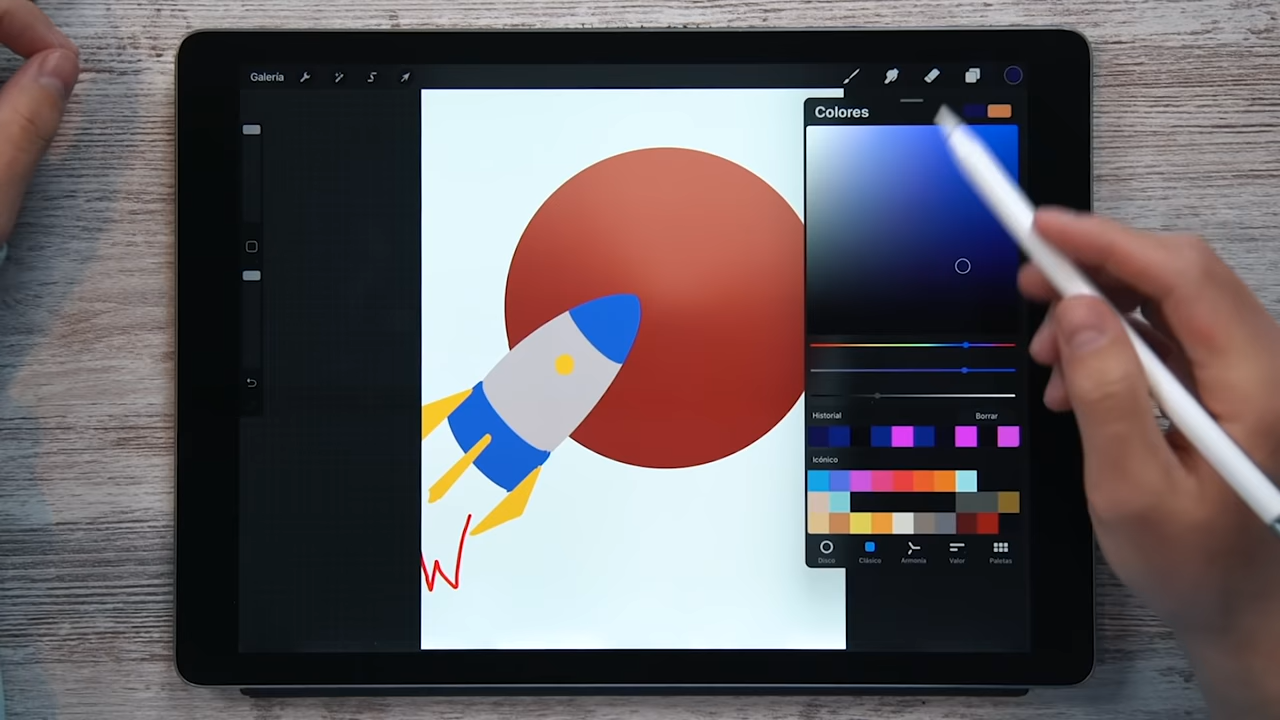 Galería
Colores
Historial
Borrar
Icónico
Disco
Clásico
Armonía
Valor
Paletas